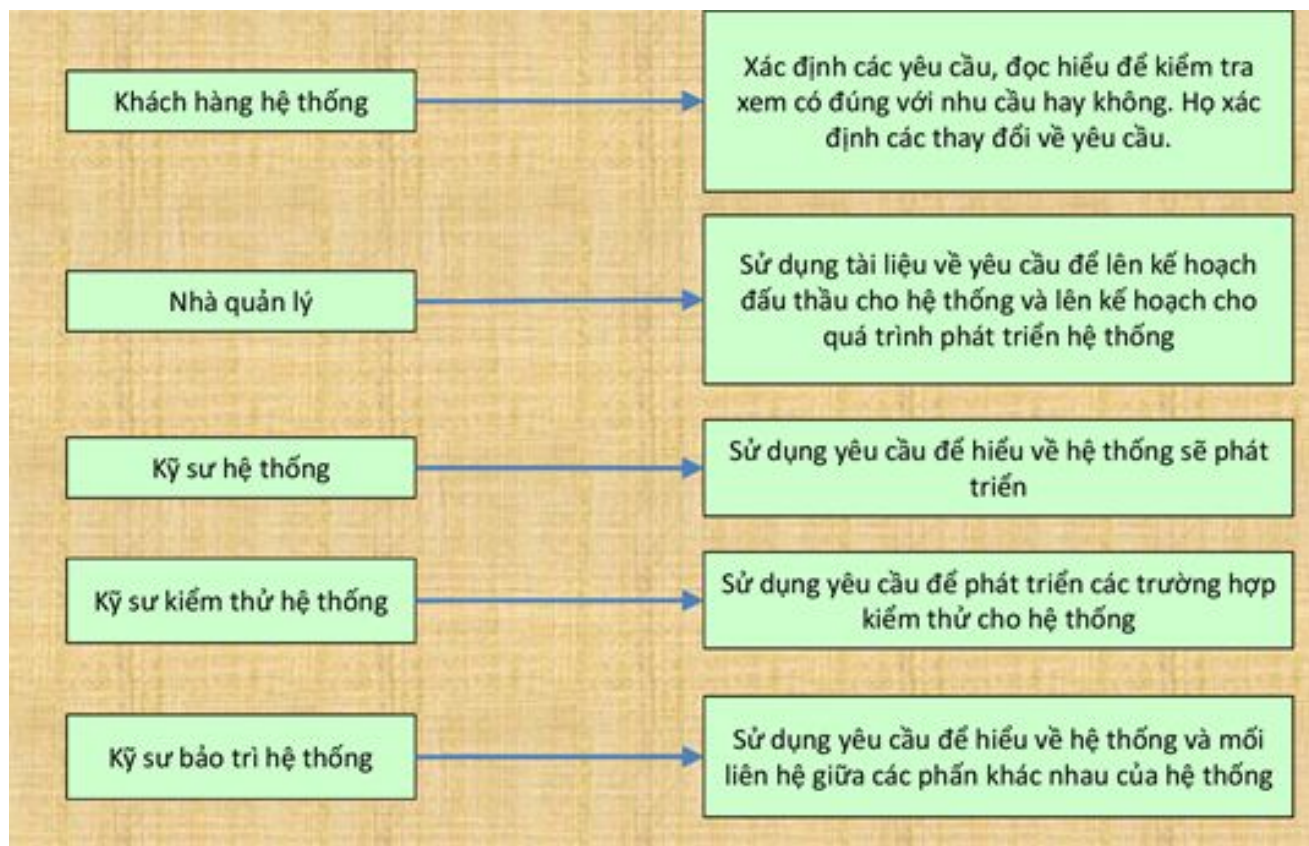 Khách hàng hệ thống
Xác định các yêu cầu, đọc hiểu để kiểm tra
xem có đúng với nhu cầu hay không. Họ xác
định các thay đổi về yêu cầu.
Nhà quản lý
Sử dụng tài liệu về yêu cầu để lên kế hoạch
đấu thầu cho hệ thống và lên kế hoạch cho
quá trình phát triển hệ thống
Kỹ sư hệ thống
Sử dụng yêu cầu để hiểu về hệ thống sẽ phát
triển
Kỹ sư kiểm thử hệ thống
Sử dụng yêu cầu để phát triển các trường hợp
kiểm thử cho hệ thống
Kỹ sư bảo trì hệ thống
Sử dụng yêu cầu để hiểu về hệ thống và mối
liên hệ giữa các phấn khác nhau của hệ thống